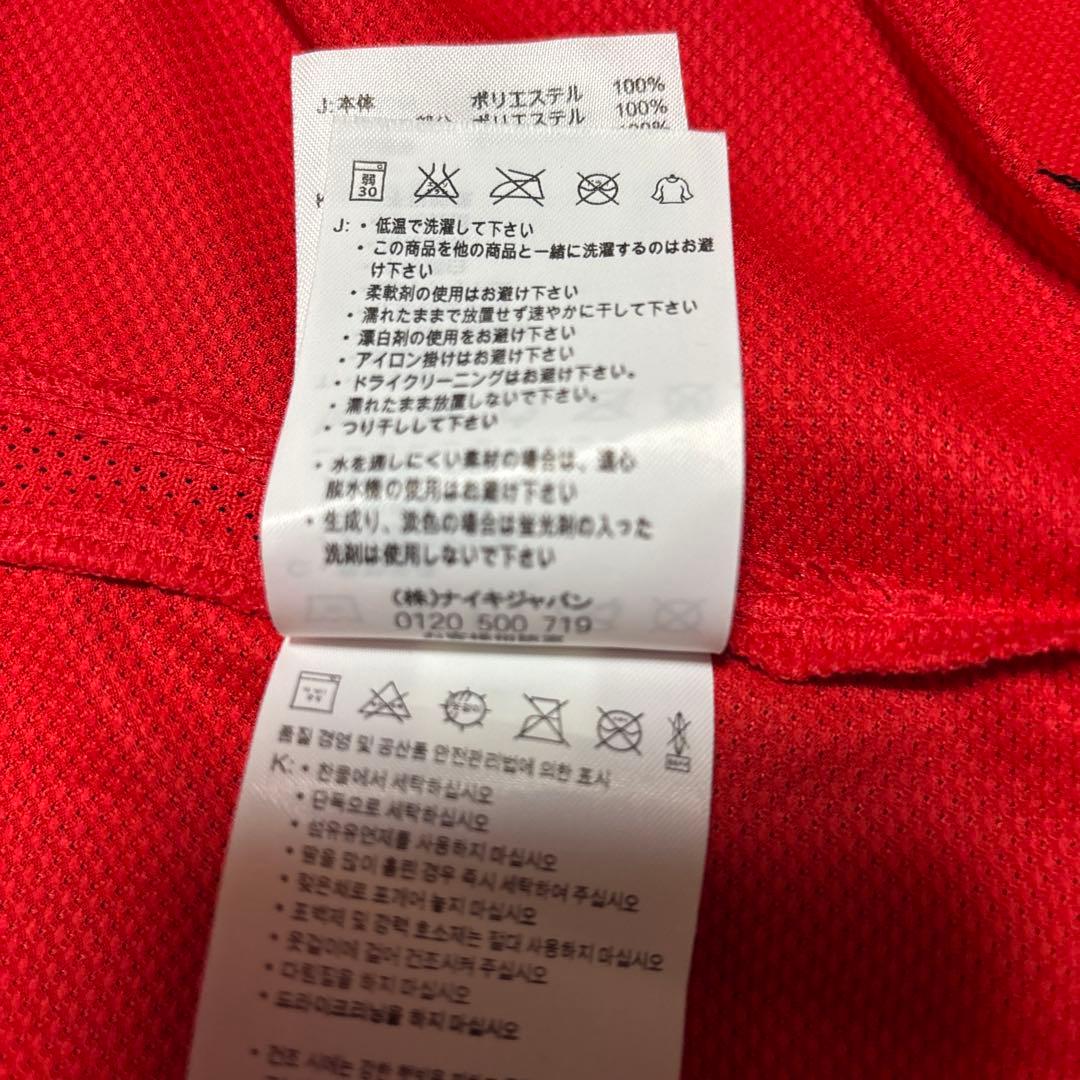 J: 本体 ポリエステル 100%
部分 ポリエステル 100%
100%
弱
30
J: ・ 低温で洗濯して下さい
・ この商品を他の商品と一緒に洗濯するのはお避
け下さい
・ 柔軟剤の使用はお避け下さい
・ 濡れたままで放置せず速やかに干して下さい
・ 漂白剤の使用をお避け下さい
・ アイロン掛けはお避け下さい
・ ドライクリーニングはお避け下さい。
・ 濡れたまま放置しないで下さい。
・ つり干しして下さい
・ 水を通しにくい素材の場合は、遠心
脱水機の使用はお避け下さい
・ 生成り、淡色の場合は蛍光剤の入った
洗剤は使用しないで下さい
(株)ナイキジャパン
0120 500 719
품질 경영 및 공산품 안전관리법에 의한 표시
K: • 찬물에서 세탁하십시오
• 단독으로 세탁하십시오
• 섬유유연제를 사용하지 마십시오
• 땀을 많이 흘린 경우 즉시 세탁하여 주십시오
• 젖은채로 포개어 놓지 마십시오
• 표백제 및 강력 효소제는 절대 사용하지 마십시오
• 옷걸이에 걸어 건조시켜 주십시오
• 다림질을 하지 마십시오
• 드라이크리닝을 하지 마십시오
• 건조 시에는